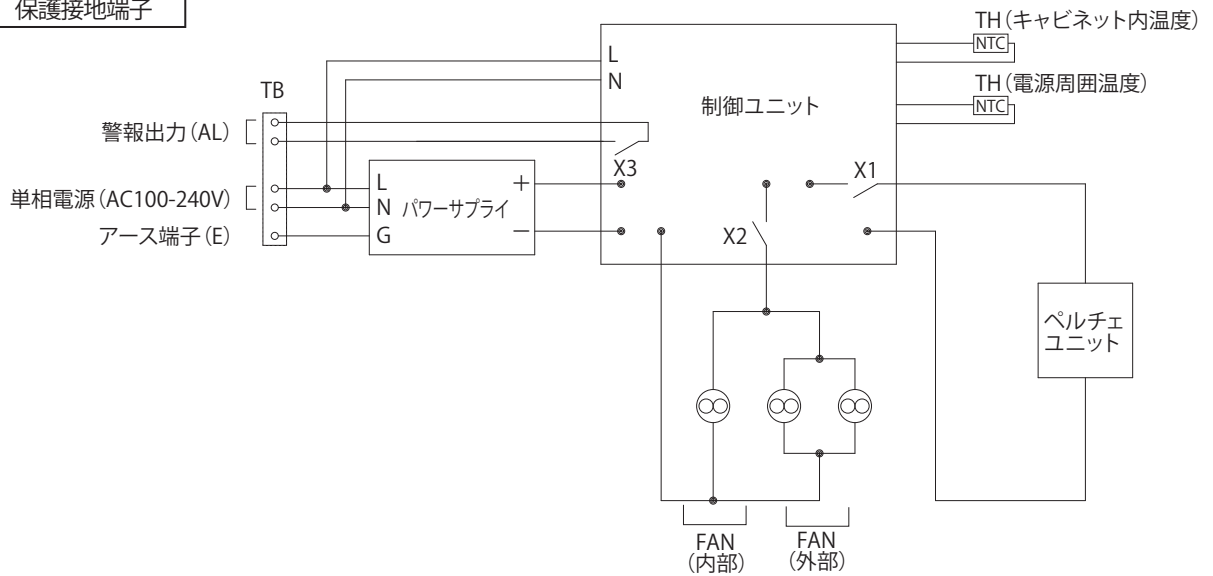 保護接地端子
TH(キャビネット内温度)
NTC
TH(電源周囲温度)
NTC
L
N
制御ユニット
TB
警報出力(AL)
X3
X1
単相電源(AC100-240V)
L
N
G
パワーサプライ
+
−
アース端子(E)
X2
ペルチェ
ユニット
FAN
(内部)
FAN
(外部)